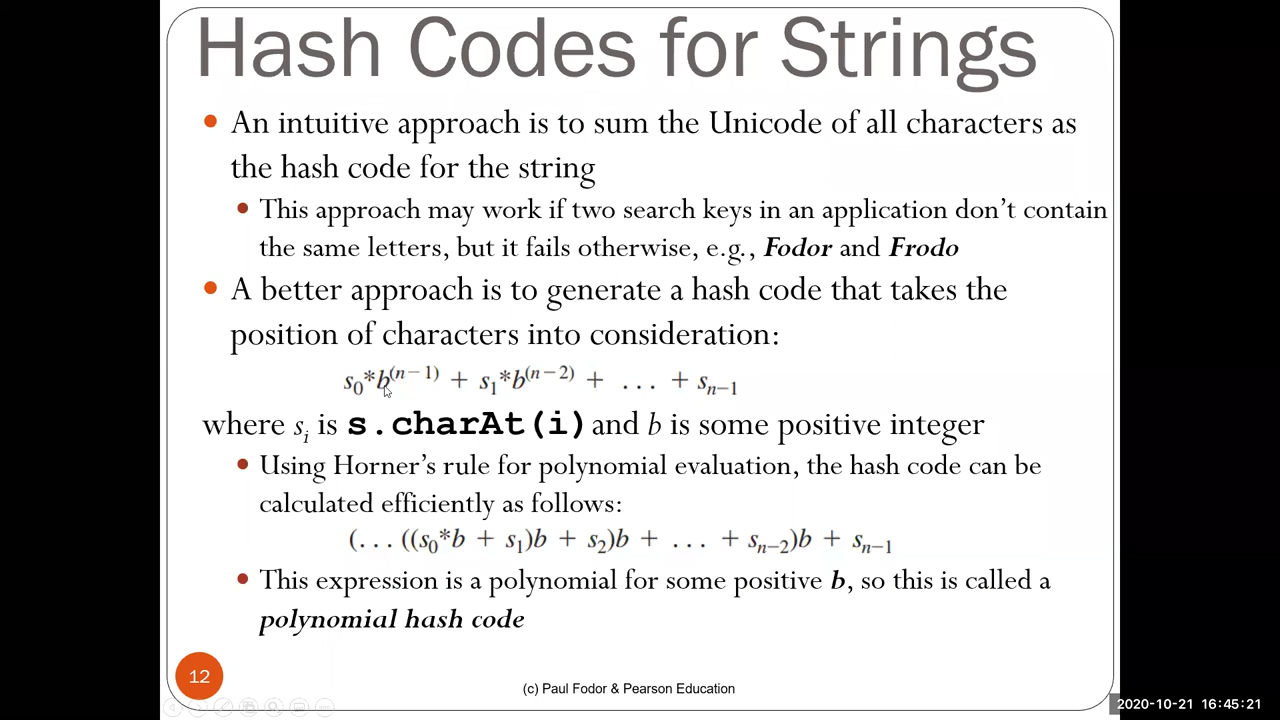 Hash Codes for Strings
• An intuitive approach is to sum the Unicode of all characters as
the hash code for the string
• This approach may work if two search keys in an application don't contain
the same letters, but it fails otherwise, e.g., Fodor and Frodo
• A better approach is to generate a hash code that takes the
position of characters into consideration:
s₀*b⁽ⁿ⁻¹⁾ + s₁*b⁽ⁿ⁻²⁾ + . . . + sₙ₋₁
where sᵢ is s.charAt(i) and b is some positive integer
• Using Horner's rule for polynomial evaluation, the hash code can be
calculated efficiently as follows:
(. . . ((s₀*b + s₁)b + s₂)b + . . . + sₙ₋₂)b + sₙ₋₁
• This expression is a polynomial for some positive b, so this is called a
polynomial hash code
12
(c) Paul Fodor & Pearson Education
2020-10-21 16:45:21